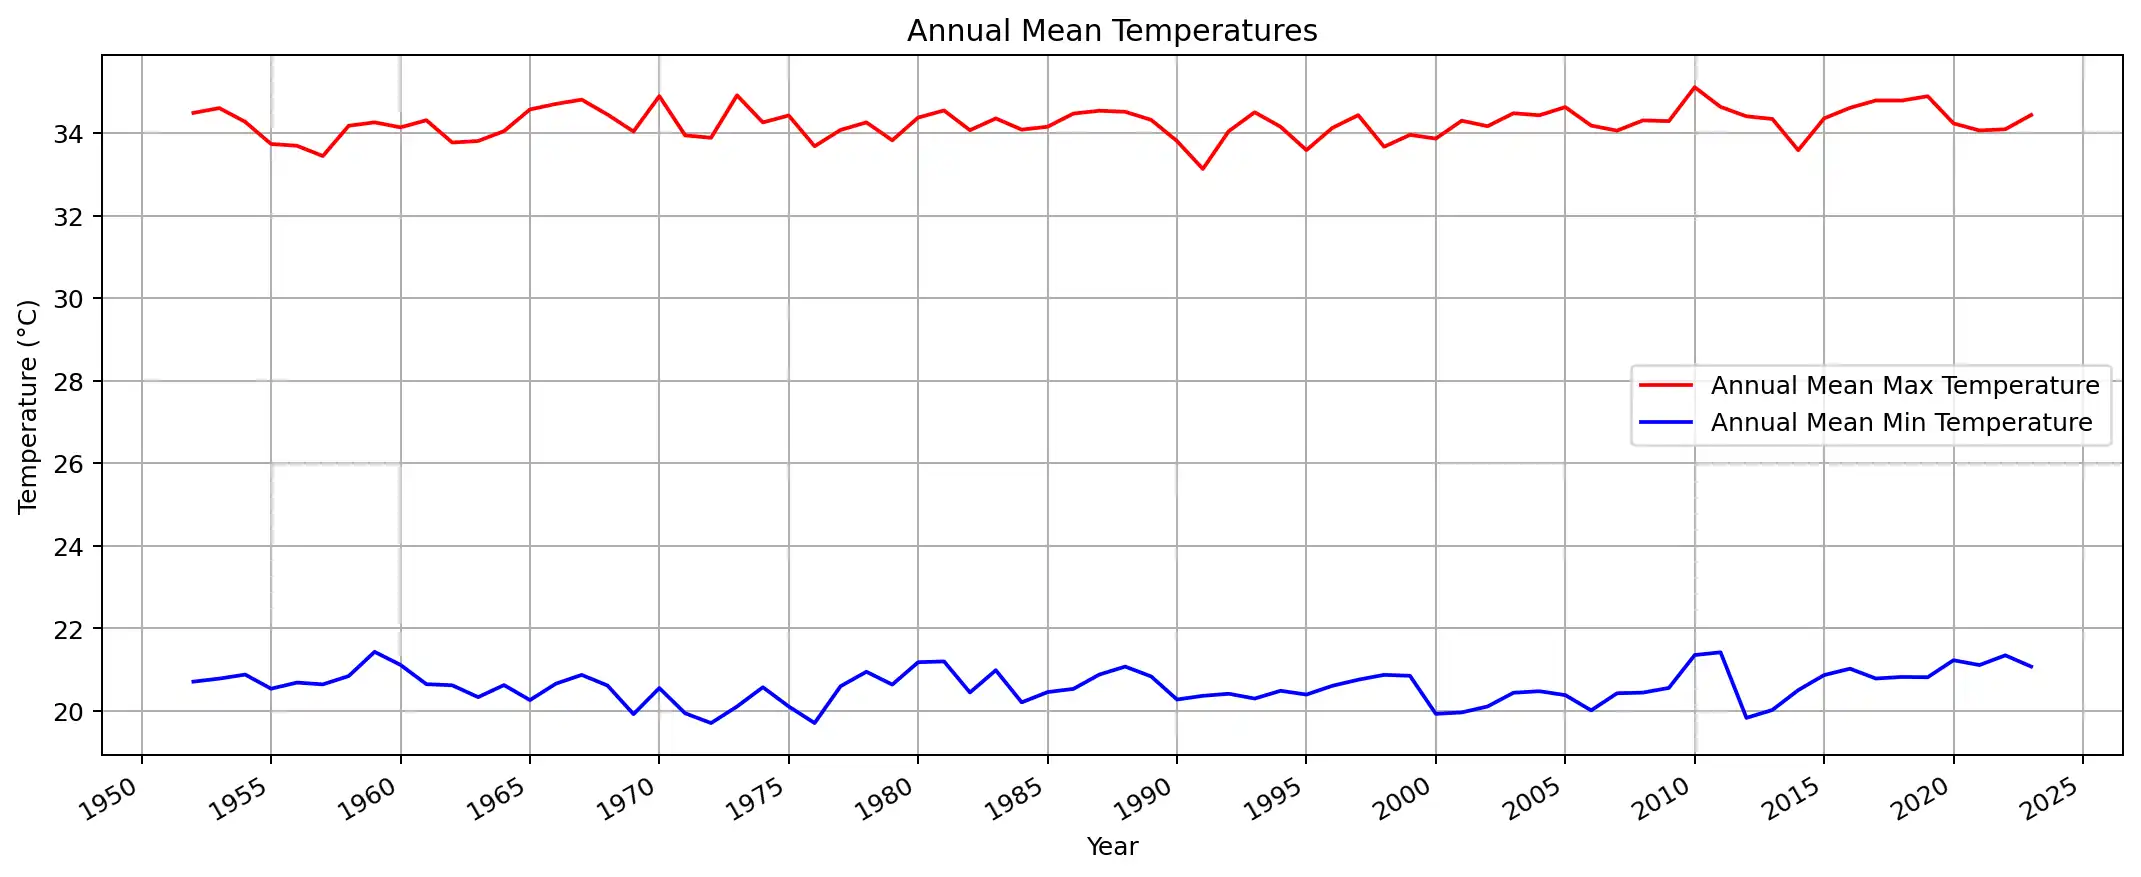 Annual Mean Temperatures
Temperature (°C)
34
32
30
28
26
24
22
20
Annual Mean Max Temperature
Annual Mean Min Temperature
1950 1955 1960 1965 1970 1975 1980 1985 1990 1995 2000 2005 2010 2015 2020 2025
Year